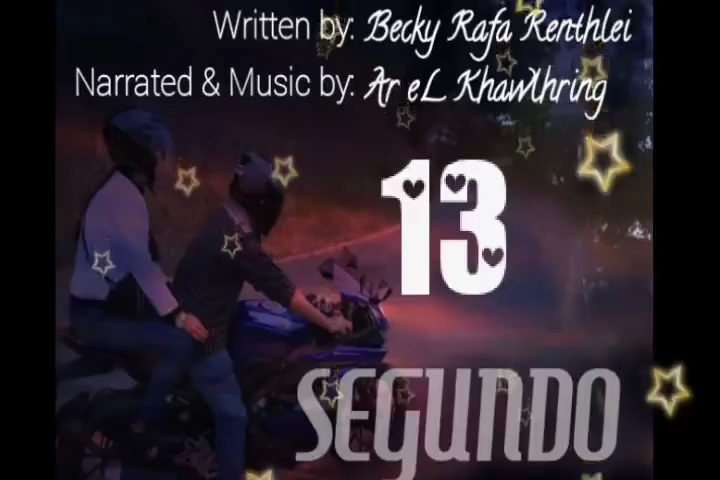 Written by: Becky Rafa Renthlei
Narrated & Music by: Ar eL Khawlhring
13
SEGUNDO